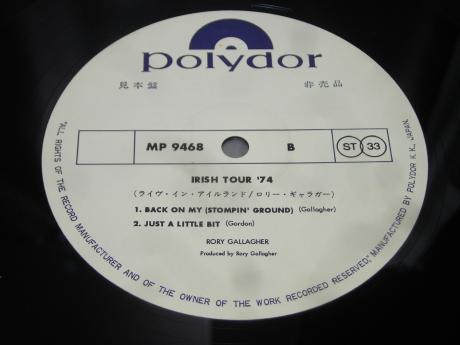 polydor
見本盤 非売品
MP 9468 B ST 33
IRISH TOUR '74
(ライヴ・イン・アイルランド/ロリー・ギャラガー)
1. BACK ON MY (STOMPIN' GROUND) (Gallagher)
2. JUST A LITTLE BIT (Gordon)
RORY GALLAGHER
Produced by Rory Gallagher
"ALL RIGHTS OF THE RECORD MANUFACTURER AND OF THE OWNER OF THE WORK RECORDED RESERVED," MANUFACTURED BY POLYDOR K.K., JAPAN.